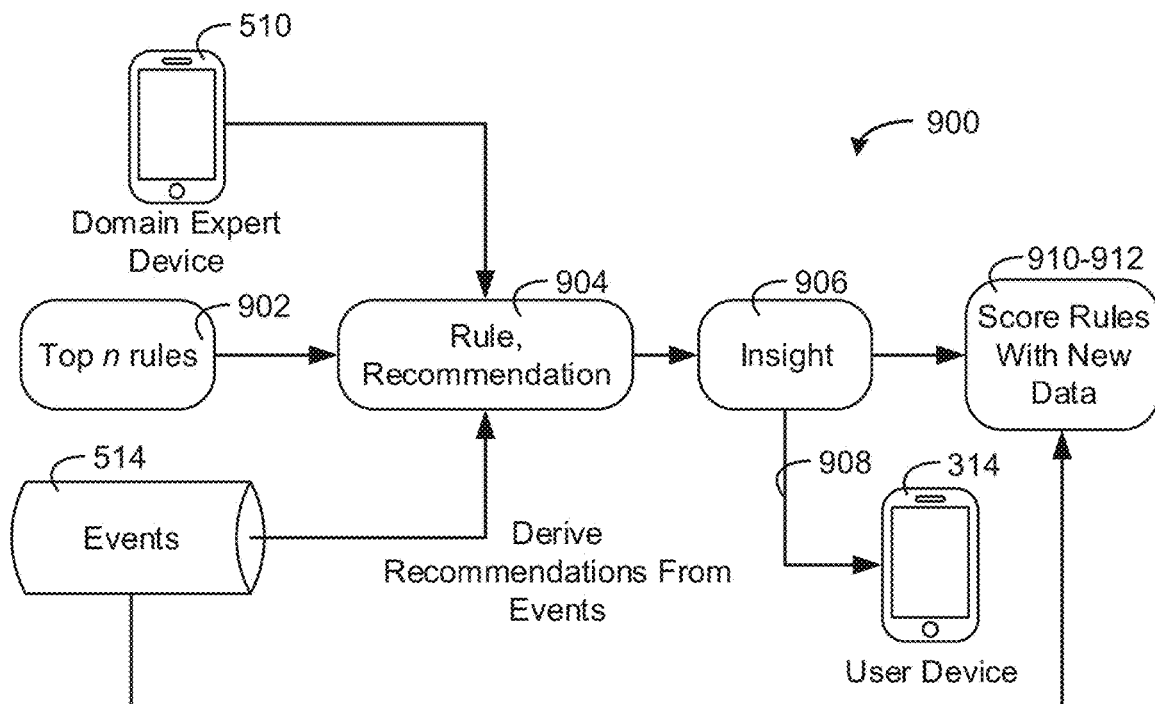 510
900
Domain Expert
Device
902
Top n rules
904
Rule,
Recommendation
906
Insight
910-912
Score Rules
With New
Data
514
Events
Derive
Recommendations From
Events
908
314
User Device